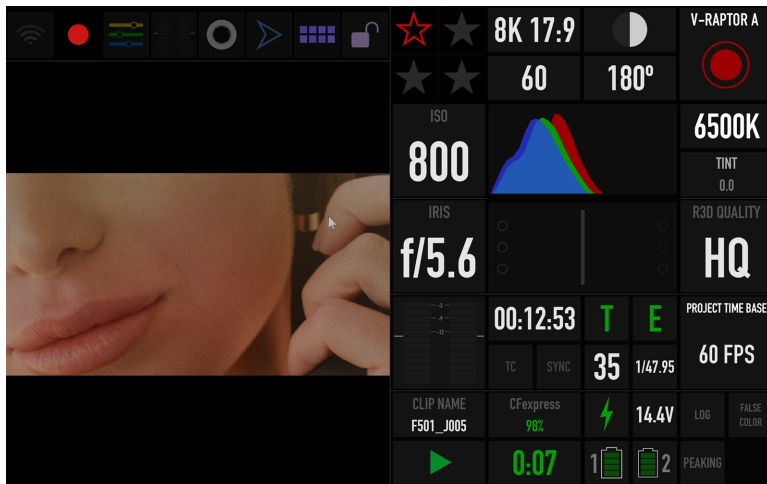 8K 17:9
V-RAPTOR A
60
180º
ISO
800
6500K
TINT
0.0
IRIS
f/5.6
R3D QUALITY
HQ
00:12:53
T
E
PROJECT TIME BASE
60 FPS
TC
SYNC
35
1/47.95
CLIP NAME
F501_J005
CFexpress
98%
14.4V
LOG
FALSE
COLOR
0:07
1
2
PEAKING